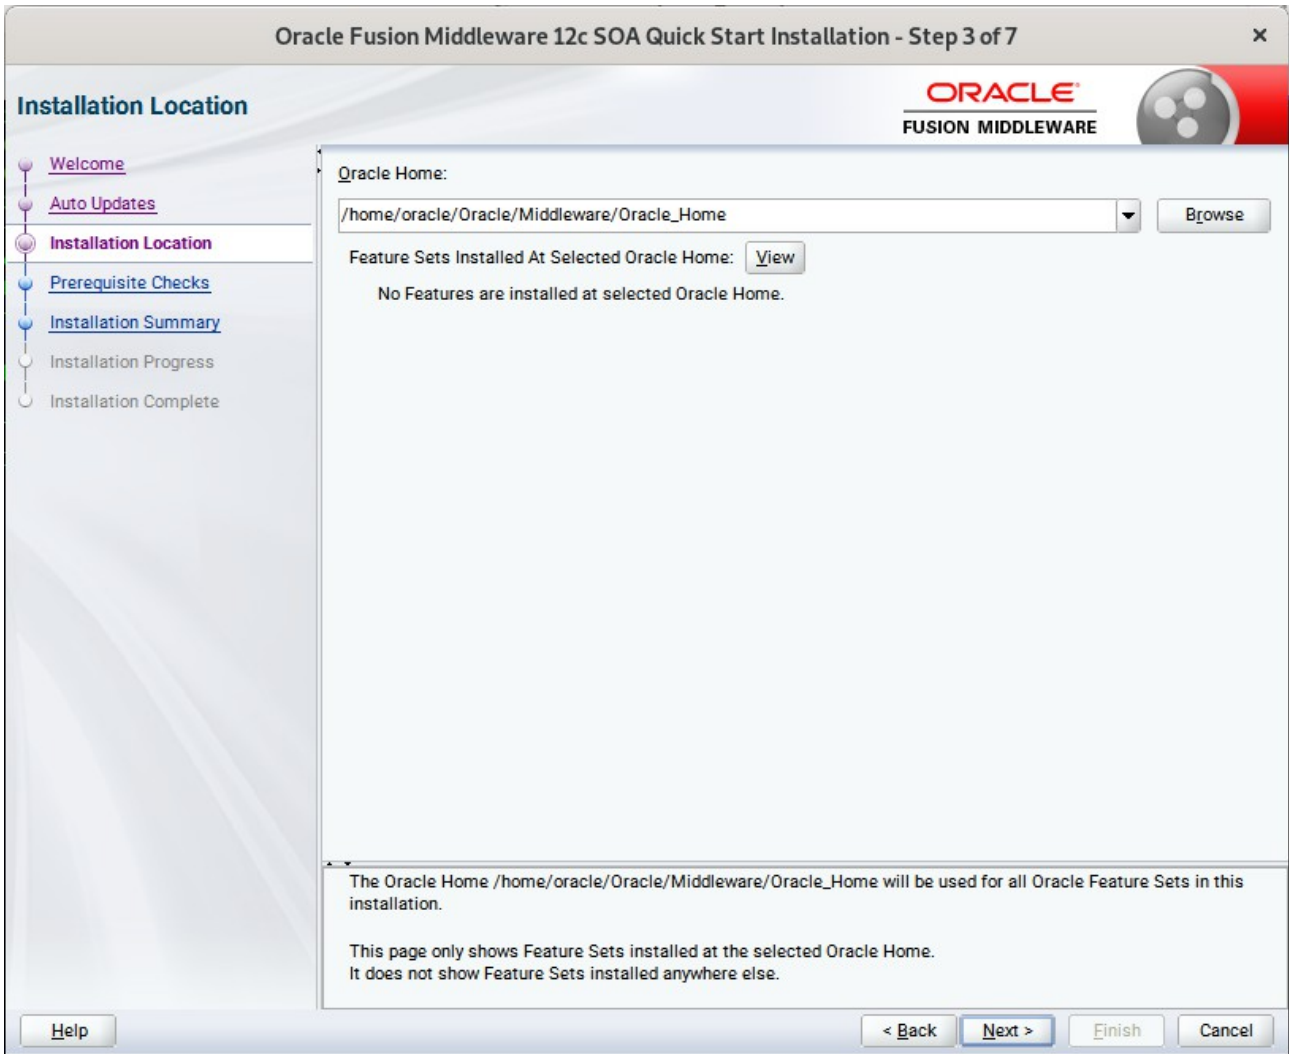 Oracle Fusion Middleware 12c SOA Quick Start Installation - Step 3 of 7
Installation Location
ORACLE
FUSION MIDDLEWARE
Welcome
Auto Updates
Installation Location
Prerequisite Checks
Installation Summary
Installation Progress
Installation Complete
Oracle Home:
/home/oracle/Oracle/Middleware/Oracle_Home
Browse
Feature Sets Installed At Selected Oracle Home: View
No Features are installed at selected Oracle Home.
The Oracle Home /home/oracle/Oracle/Middleware/Oracle_Home will be used for all Oracle Feature Sets in this
installation.
This page only shows Feature Sets installed at the selected Oracle Home.
It does not show Feature Sets installed anywhere else.
Help
< Back
Next >
Finish
Cancel